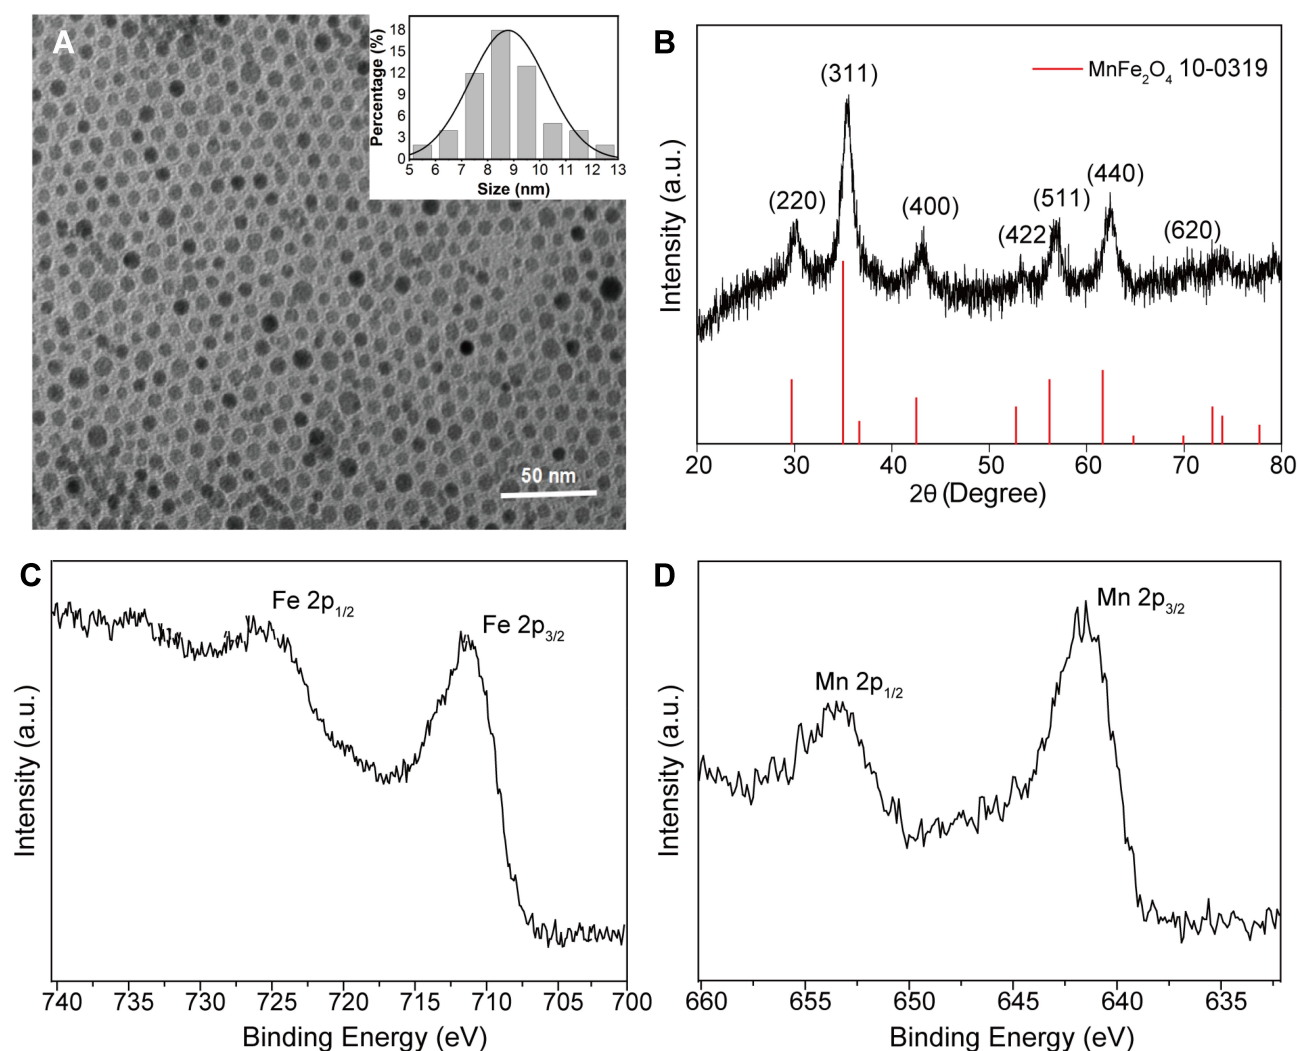 A
Percentage (%)
18
15
12
9
6
3
0
5 6 7 8 9 10 11 12 13
Size (nm)
50 nm
B
Intensity (a.u.)
(311)
MnFe₂O₄ 10-0319
(220)
(400)
(422
(511)
(440)
(620)
20 30 40 50 60 70 80
2θ (Degree)
C
Intensity (a.u.)
Fe 2p1/2
Fe 2p3/2
740 735 730 725 720 715 710 705 700
Binding Energy (eV)
D
Intensity (a.u.)
Mn 2p3/2
Mn 2p1/2
660 655 650 645 640 635
Binding Energy (eV)